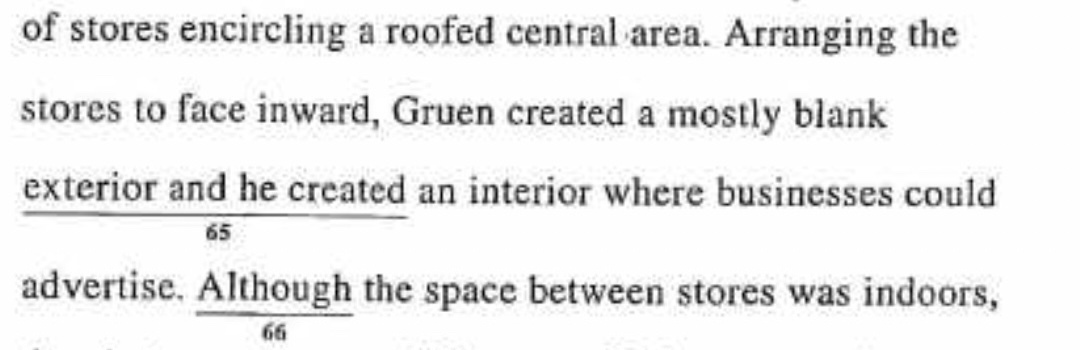 of stores encircling a roofed central area. Arranging the
stores to face inward, Gruen created a mostly blank
exterior and he created an interior where businesses could
65
advertise. Although the space between stores was indoors,
66